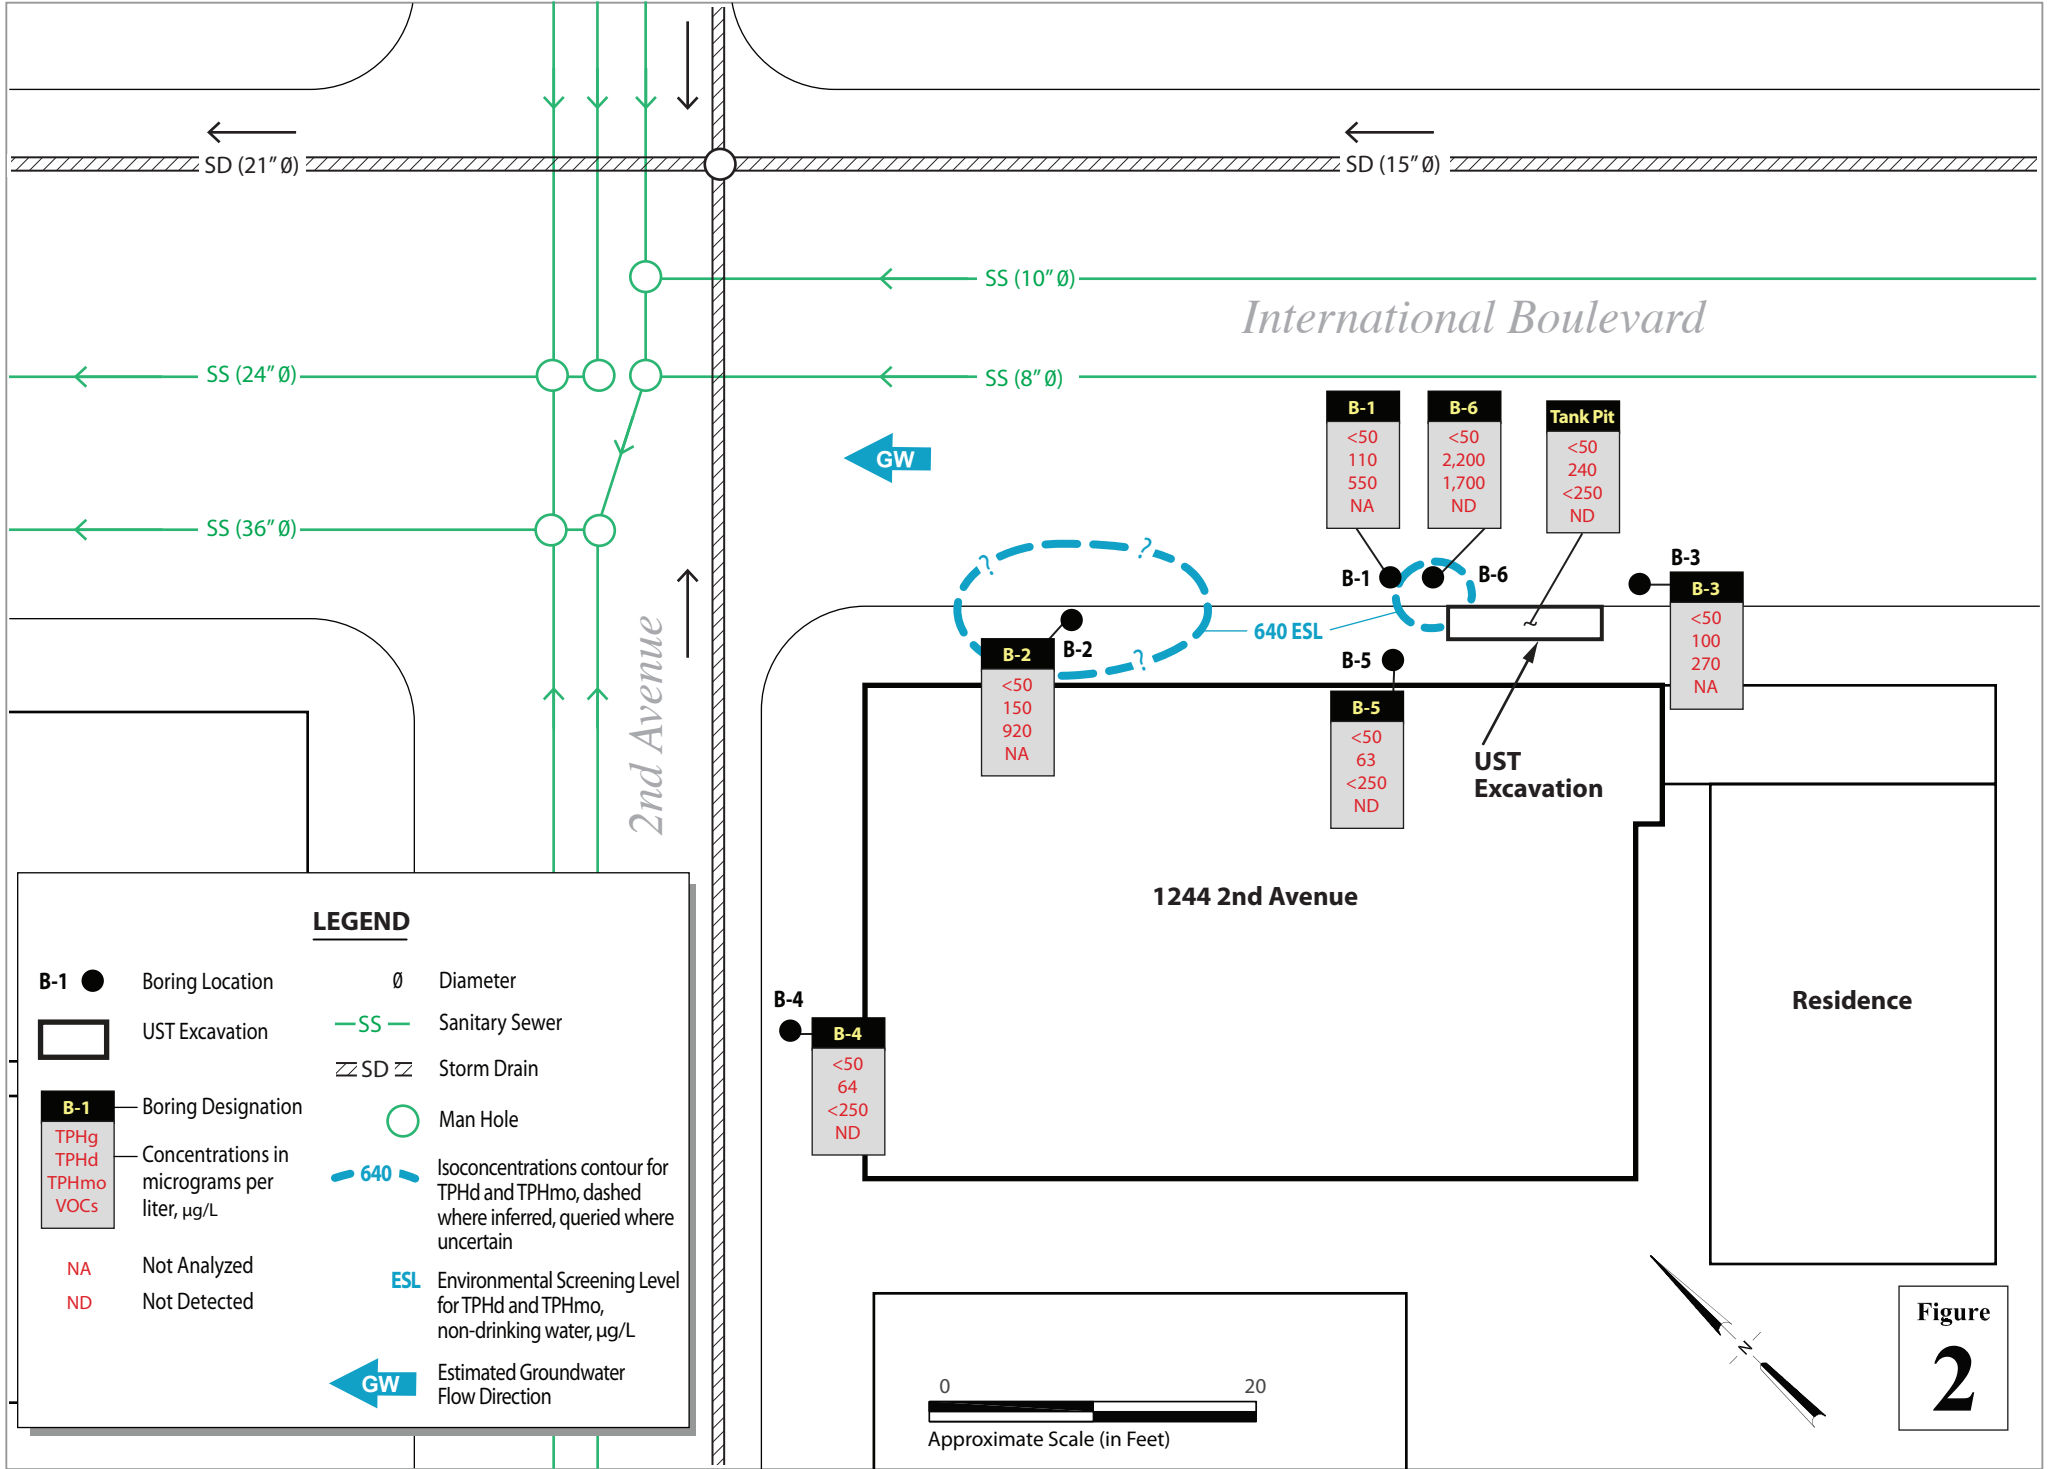 SD (21” Ø)
SD (15” Ø)
SS (10” Ø)
International Boulevard
SS (24” Ø)
SS (8” Ø)
GW
SS (36” Ø)
2nd Avenue
B-1
<50
110
550
NA
B-6
<50
2,200
1,700
ND
Tank Pit
<50
240
<250
ND
B-1
B-6
B-3
B-3
<50
100
270
NA
?
?
?
640 ESL
B-2
B-2
<50
150
920
NA
B-5
B-5
<50
63
<250
ND
~
UST
Excavation
1244 2nd Avenue
Residence
B-4
B-4
<50
64
<250
ND
LEGEND
B-1
Boring Location
UST Excavation
B-1
TPHg
TPHd
TPHmo
VOCs
Boring Designation
Concentrations in
micrograms per
liter, µg/L
NA
Not Analyzed
ND
Not Detected
Ø
Diameter
SS
Sanitary Sewer
SD
Storm Drain
Man Hole
640
Isoconcentrations contour for
TPHd and TPHmo, dashed
where inferred, queried where
uncertain
ESL
Environmental Screening Level
for TPHd and TPHmo,
non-drinking water, µg/L
GW
Estimated Groundwater
Flow Direction
0
20
Approximate Scale (in Feet)
N
Figure
2